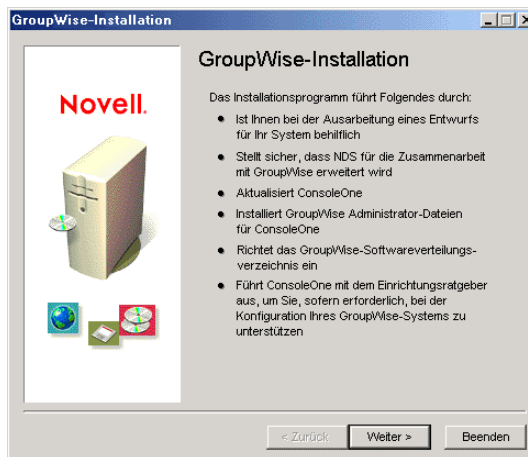 GroupWise-Installation
Novell.
GroupWise-Installation
Das Installationsprogramm führt Folgendes durch:
• Ist Ihnen bei der Ausarbeitung eines Entwurfs
für Ihr System behilflich
• Stellt sicher, dass NDS für die Zusammenarbeit
mit GroupWise erweitert wird
• Aktualisiert ConsoleOne
• Installiert GroupWise Administrator-Dateien
für ConsoleOne
• Richtet das GroupWise-Softwareverteilungs-
verzeichnis ein
• Führt ConsoleOne mit dem Einrichtungsratgeber
aus, um Sie, sofern erforderlich, bei der
Konfiguration Ihres GroupWise-Systems zu
unterstützen
< Zurück
Weiter >
Beenden